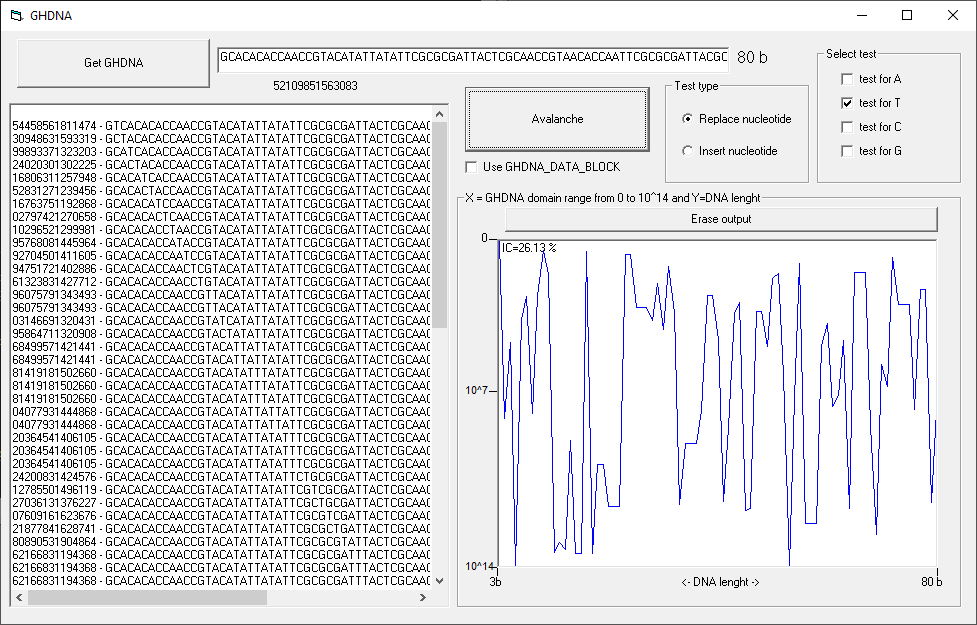 GHDNA
Get GHDNA
GCACACACCAACCGTACATATTATATTCGCGCGATTACTCGCAACCGTAACACCAATTCGCGCGATTACGC
80 b
52109851563083
Select test
test for A
test for T
test for C
test for G
Test type
Replace nucleotide
Insert nucleotide
Avalanche
Use GHDNA_DATA_BLOCK
54458561811474 - GTCACACACCAACCGTACATATTATATTCGCGCGATTACTCGCAAC
30948631593319 - GCTACACACCAACCGTACATATTATATTCGCGCGATTACTCGCAAC
99893371323203 - GCATCACACCAACCGTACATATTATATTCGCGCGATTACTCGCAAC
24020301302225 - GCACTACACCAACCGTACATATTATATTCGCGCGATTACTCGCAAC
16806311257948 - GCACATCACCAACCGTACATATTATATTCGCGCGATTACTCGCAAC
52831271239456 - GCACACTACCAACCGTACATATTATATTCGCGCGATTACTCGCAAC
16763751192868 - GCACACATCCAACCGTACATATTATATTCGCGCGATTACTCGCAAC
02797421270658 - GCACACACTCAACCGTACATATTATATTCGCGCGATTACTCGCAAC
10296521299981 - GCACACACCTAACCGTACATATTATATTCGCGCGATTACTCGCAAC
95768081445964 - GCACACACCATACCGTACATATTATATTCGCGCGATTACTCGCAAC
92704501411605 - GCACACACCAATCCGTACATATTATATTCGCGCGATTACTCGCAAC
94751721402886 - GCACACACCAACTCGTACATATTATATTCGCGCGATTACTCGCAAC
61323831427712 - GCACACACCAACCTGTACATATTATATTCGCGCGATTACTCGCAAC
96075791343493 - GCACACACCAACCGTTACATATTATATTCGCGCGATTACTCGCAAC
96075791343493 - GCACACACCAACCGTTACATATTATATTCGCGCGATTACTCGCAAC
03146691320431 - GCACACACCAACCGTATCATATTATATTCGCGCGATTACTCGCAAC
95864711320908 - GCACACACCAACCGTACTATATTATATTCGCGCGATTACTCGCAAC
68499571421441 - GCACACACCAACCGTACATTATTATATTCGCGCGATTACTCGCAAC
68499571421441 - GCACACACCAACCGTACATTATTATATTCGCGCGATTACTCGCAAC
81419181502660 - GCACACACCAACCGTACATATTTATATTCGCGCGATTACTCGCAAC
81419181502660 - GCACACACCAACCGTACATATTTATATTCGCGCGATTACTCGCAAC
81419181502660 - GCACACACCAACCGTACATATTTATATTCGCGCGATTACTCGCAAC
04077931444868 - GCACACACCAACCGTACATATTATTATTCGCGCGATTACTCGCAAC
04077931444868 - GCACACACCAACCGTACATATTATTATTCGCGCGATTACTCGCAAC
20364541406105 - GCACACACCAACCGTACATATTATATTTCGCGCGATTACTCGCAAC
20364541406105 - GCACACACCAACCGTACATATTATATTTCGCGCGATTACTCGCAAC
20364541406105 - GCACACACCAACCGTACATATTATATTTCGCGCGATTACTCGCAAC
24200831424576 - GCACACACCAACCGTACATATTATATTCTGCGCGATTACTCGCAAC
12785501496119 - GCACACACCAACCGTACATATTATATTCGTCGCGATTACTCGCAAC
27036131376227 - GCACACACCAACCGTACATATTATATTCGCTGCGATTACTCGCAAC
07609161623676 - GCACACACCAACCGTACATATTATATTCGCGTCGATTACTCGCAAC
21877841628741 - GCACACACCAACCGTACATATTATATTCGCGCTGATTACTCGCAAC
80890531904864 - GCACACACCAACCGTACATATTATATTCGCGCGTATTACTCGCAAC
62166831194368 - GCACACACCAACCGTACATATTATATTCGCGCGATTTACTCGCAAC
62166831194368 - GCACACACCAACCGTACATATTATATTCGCGCGATTTACTCGCAAC
62166831194368 - GCACACACCAACCGTACATATTATATTCGCGCGATTTACTCGCAAC
X = GHDNA domain range from 0 to 10^14 and Y=DNA lenght
Erase output
0
IC=26.13 %
10^7
10^14
3b
<- DNA lenght ->
80 b